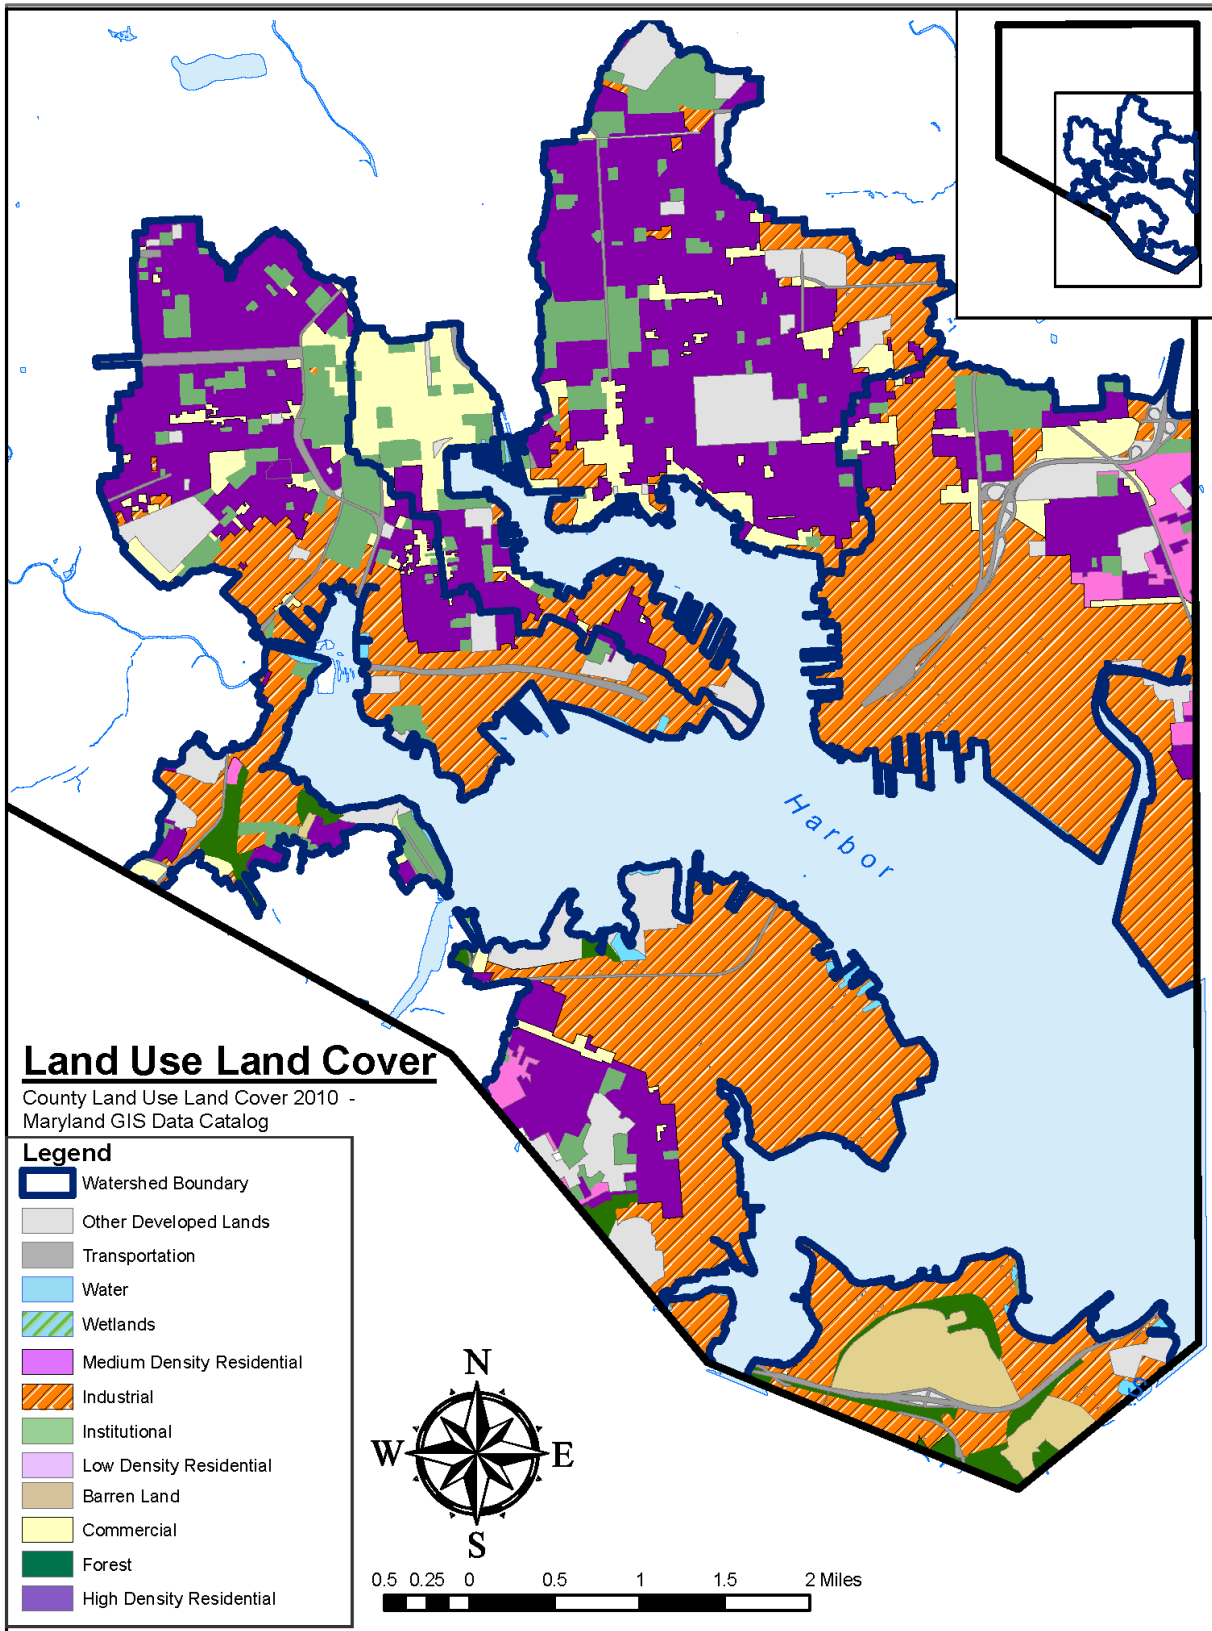 Harbor
Land Use Land Cover
County Land Use Land Cover 2010 -
Maryland GIS Data Catalog
Legend
Watershed Boundary
Other Developed Lands
Transportation
Water
Wetlands
Medium Density Residential
Industrial
Institutional
Low Density Residential
Barren Land
Commercial
Forest
High Density Residential
N
W E
S
0.5 0.25 0 0.5 1 1.5 2 Miles